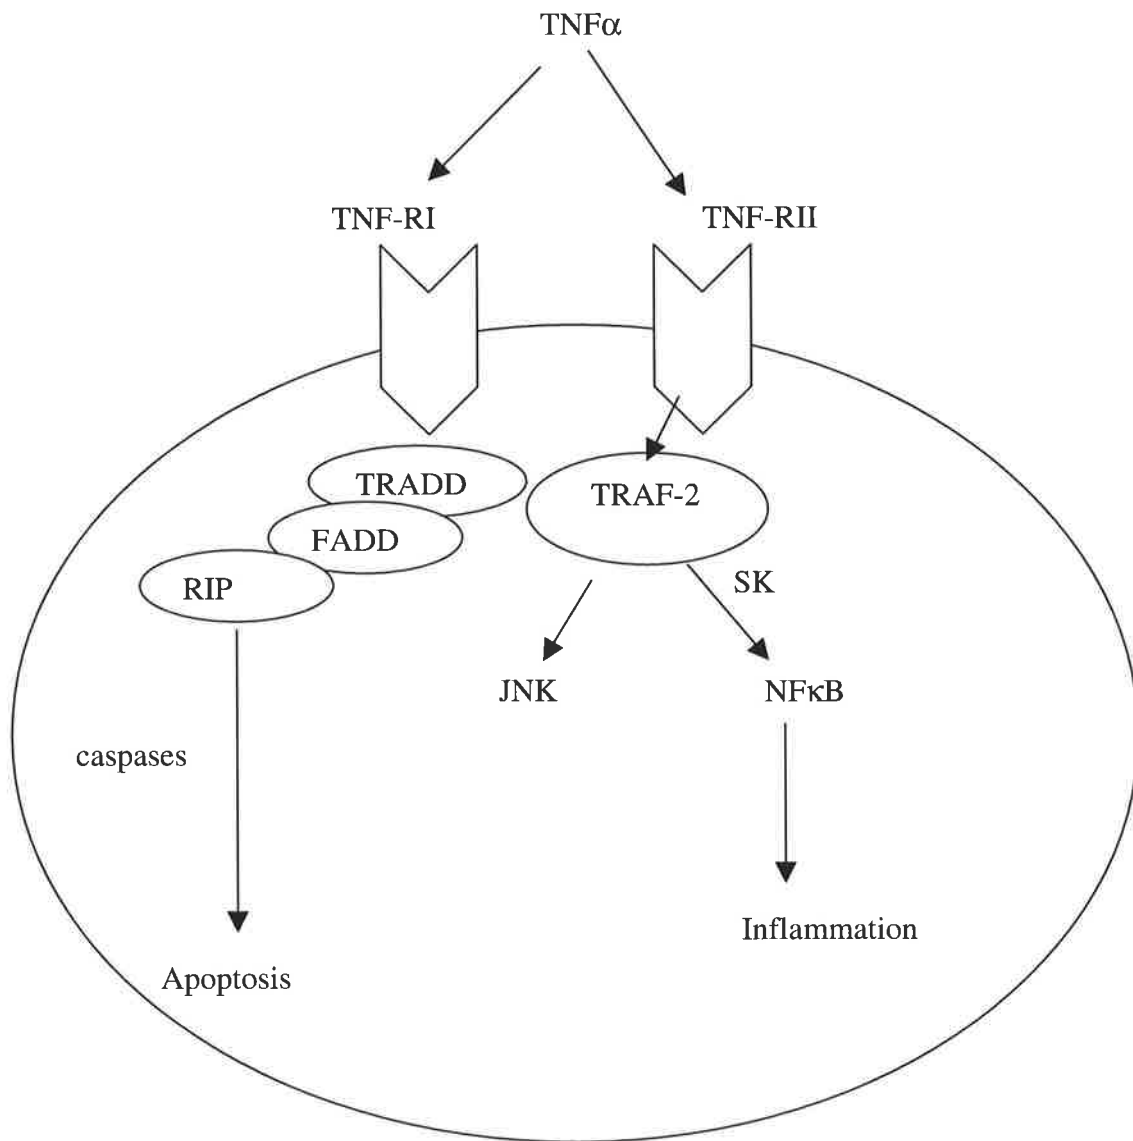 TNFα
TNF-RI
TNF-RII
TRADD
TRAF-2
FADD
RIP
SK
JNK
NFκB
caspases
Inflammation
Apoptosis